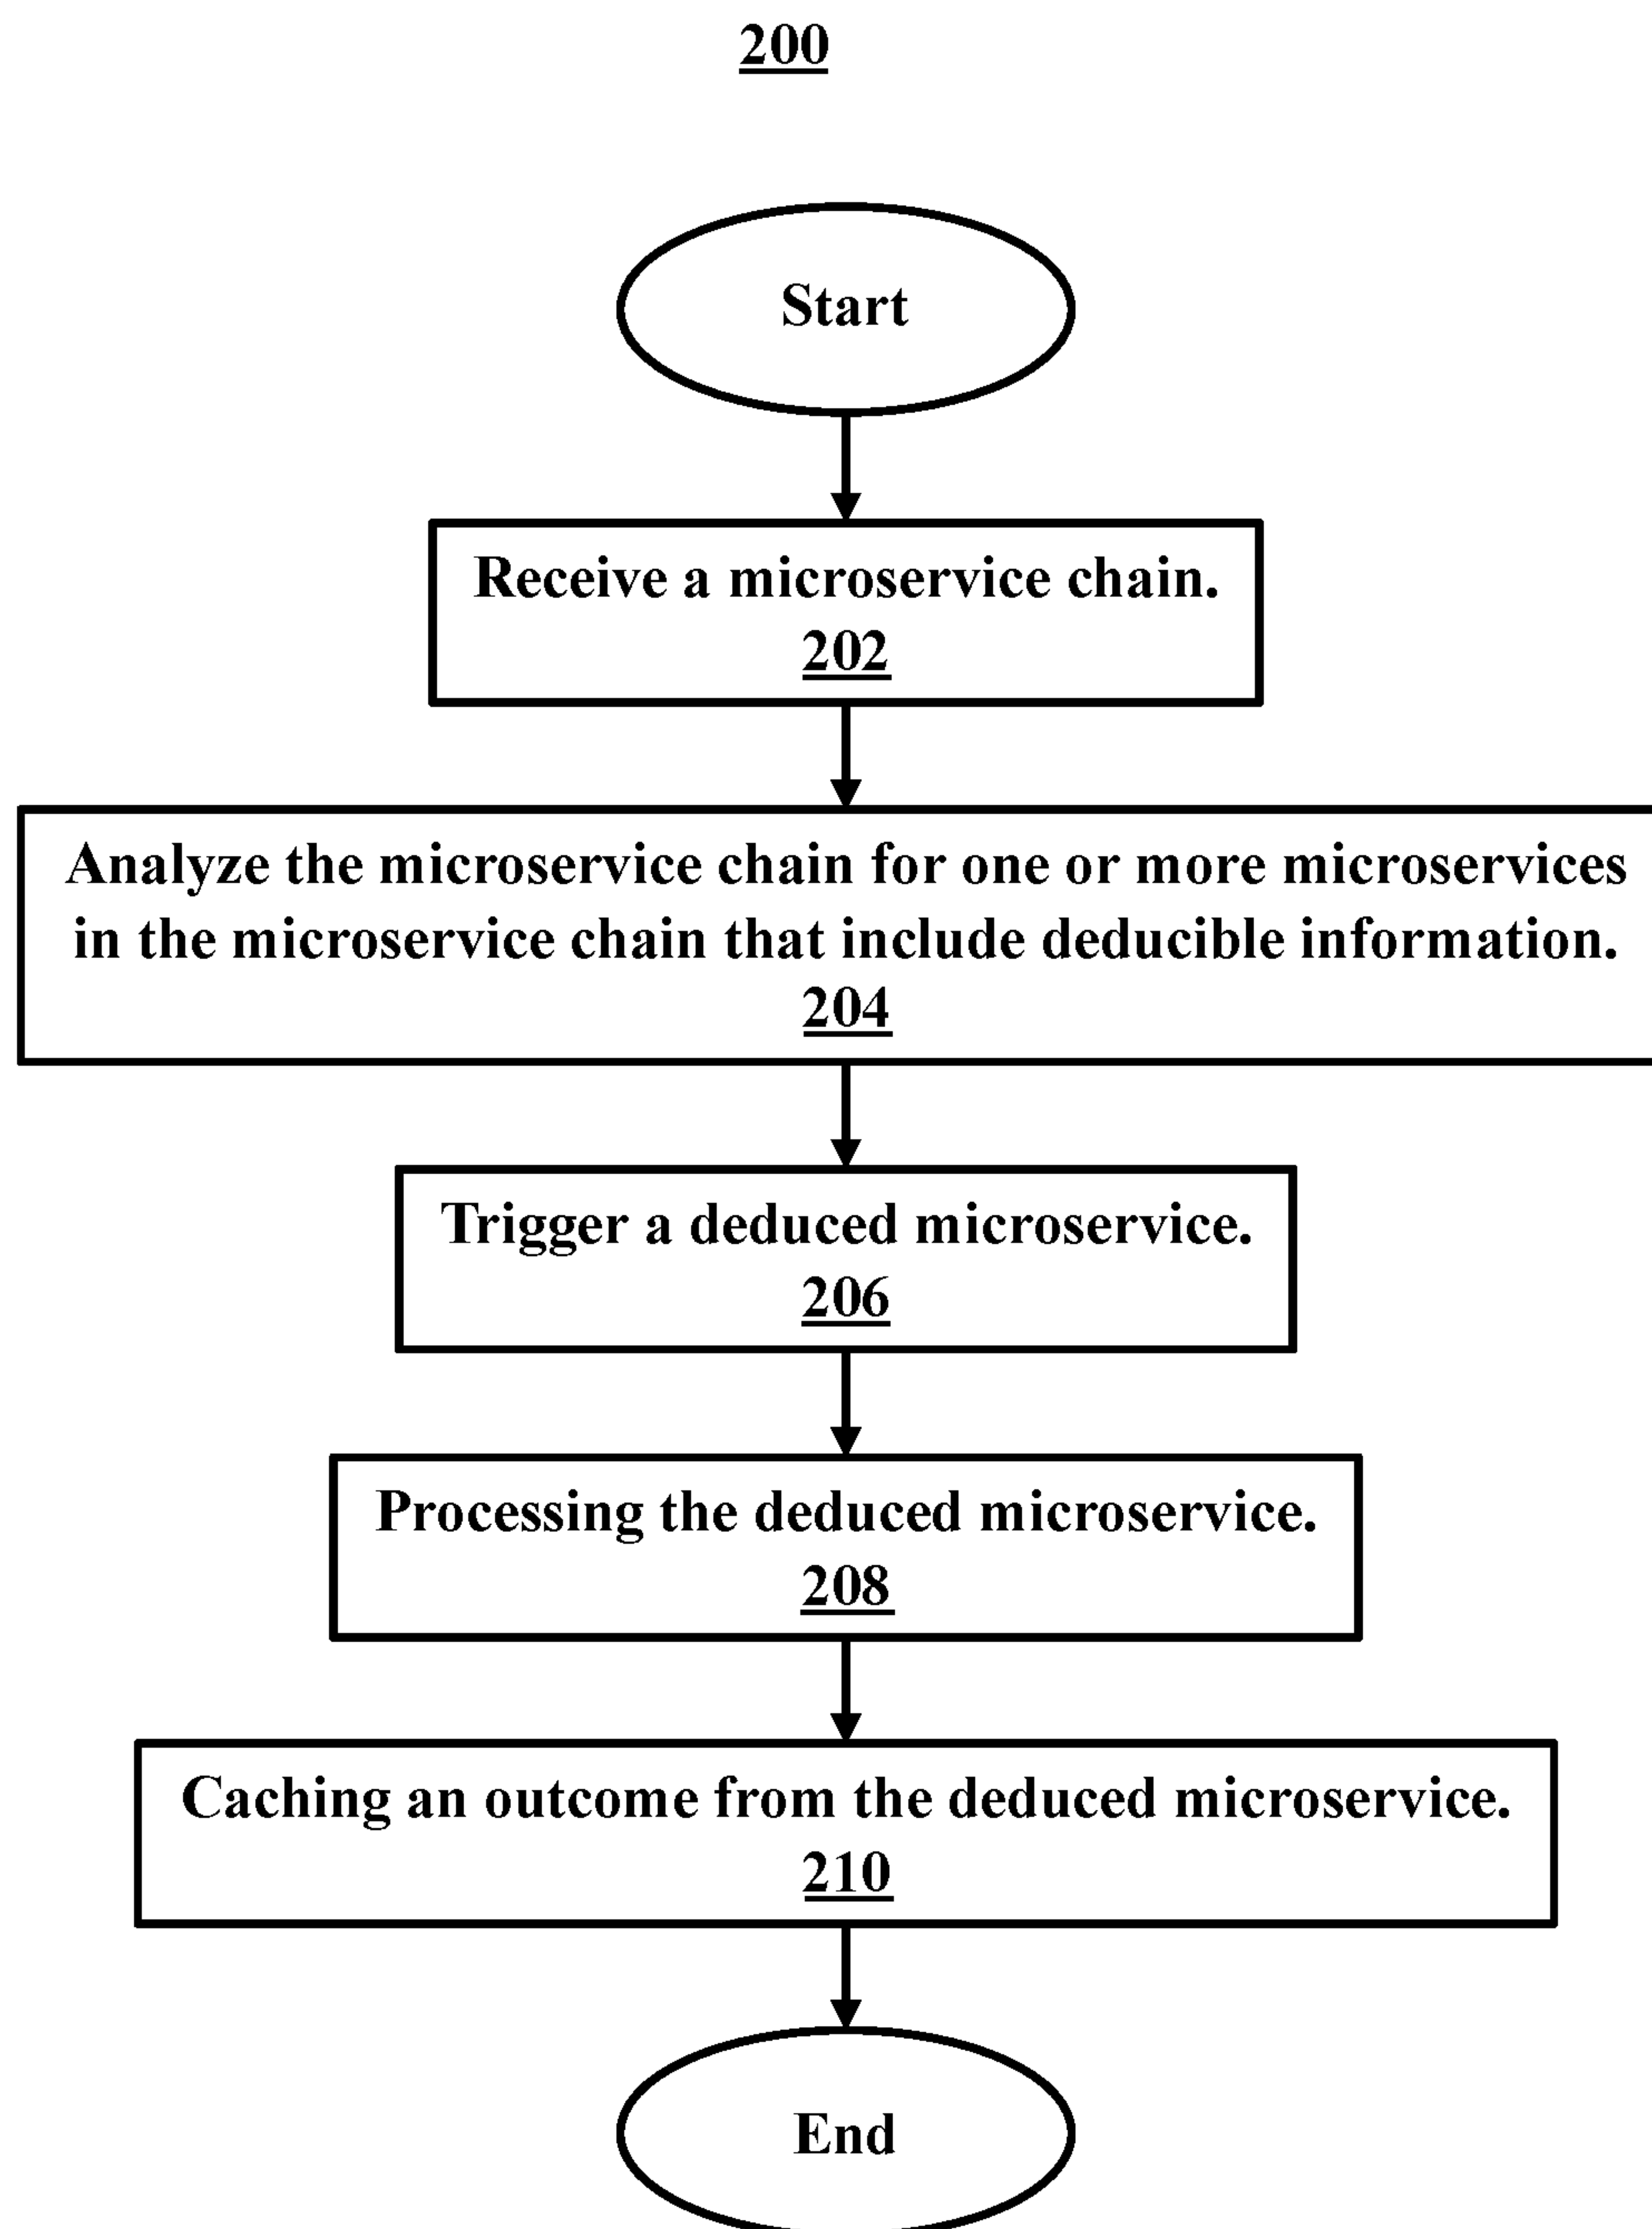 200
Start
Receive a microservice chain.
202
Analyze the microservice chain for one or more microservices
in the microservice chain that include deducible information.
204
Trigger a deduced microservice.
206
Processing the deduced microservice.
208
Caching an outcome from the deduced microservice.
210
End